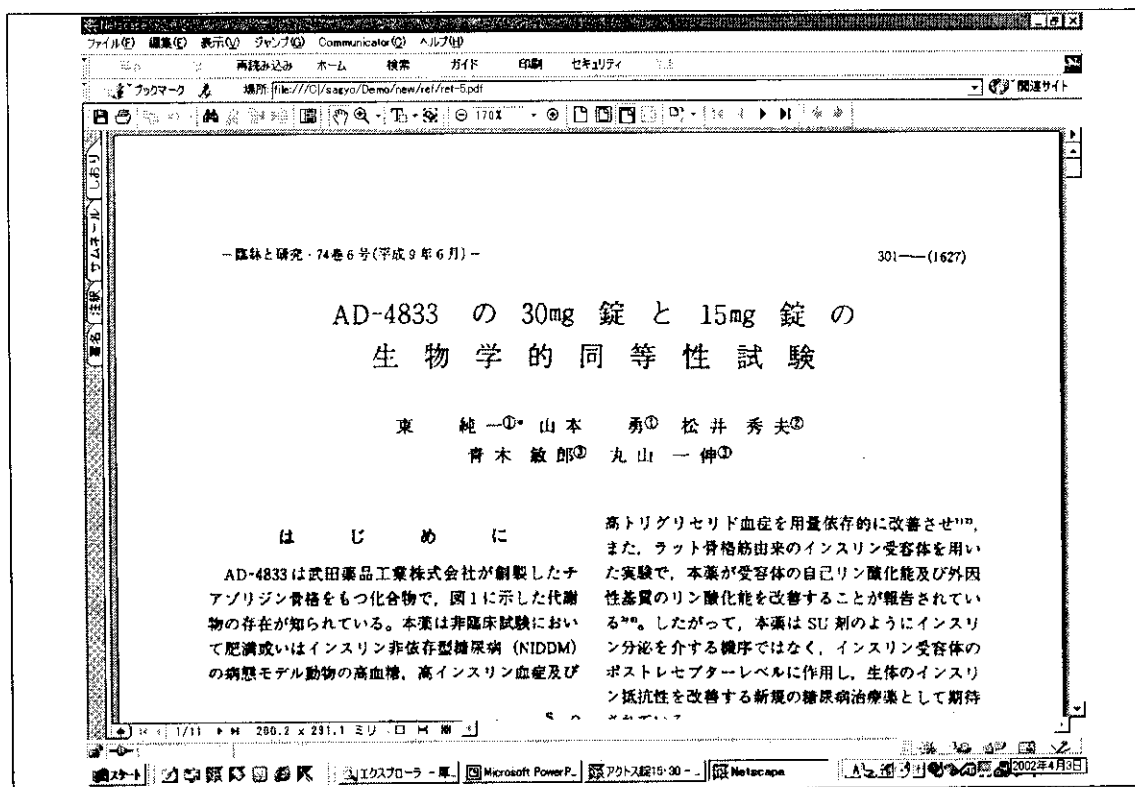 ファイル(F) 編集(E) 表示(V) ジャンプ(G) Communicator(C) ヘルプ(H)
再読み込み ホーム 検索 ガイド 印刷 セキュリティ
ブックマーク 場所: file:///C|/sagyo/Demo/new/ref/ret-5.pdf 関連サイト
170%
しおり
サムネール
注釈
署名
－臨牀と研究・74巻6号(平成9年6月)－ 301――(1627)
AD-4833 の 30mg 錠 と 15mg 錠 の
生物学的同等性試験
東 純一①* 山本 勇① 松井秀夫②
青木敏郎③ 丸山一伸③
はじめに
AD-4833は武田薬品工業株式会社が創製したチ
アゾリジン骨格をもつ化合物で，図1に示した代謝
物の存在が知られている。本薬は非臨床試験におい
て肥満或いはインスリン非依存型糖尿病（NIDDM）
の病態モデル動物の高血糖，高インスリン血症及び
高トリグリセリド血症を用量依存的に改善させ
また，ラット骨格筋由来のインスリン受容体を用い
た実験で，本薬が受容体の自己リン酸化能及び外因
性基質のリン酸化能を改善することが報告されてい
る。したがって，本薬は SU 剤のようにインスリ
ン分泌を介する機序ではなく，インスリン受容体の
ポストレセプターレベルに作用し，生体のインスリ
ン抵抗性を改善する新規の糖尿病治療薬として期待
1/11 200.2 x 291.1 ミリ
スタート エクスプローラ - 厚.. Microsoft PowerP.. アクトス錠15･30 - .. Netscape 2002年4月3日